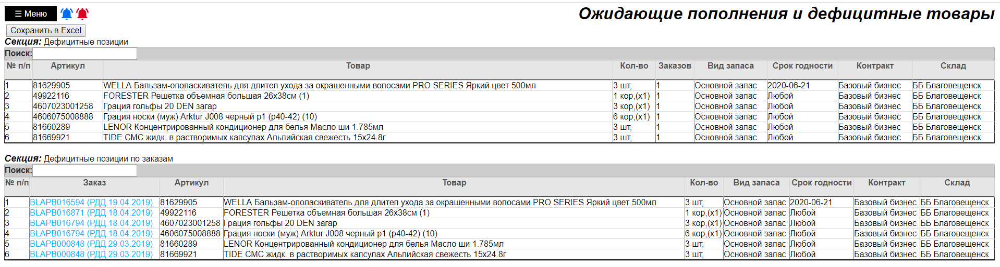 ☰ Меню
Ожидающие пополнения и дефицитные товары
Сохранить в Excel
Секция: Дефицитные позиции
Поиск:
№ п/п Артикул Товар Кол-во Заказов Вид запаса Срок годности Контракт Склад
1 81629905 WELLA Бальзам-ополаскиватель для длител ухода за окрашенными волосами PRO SERIES Яркий цвет 500мл 3 шт, 1 Основной запас 2020-06-21 Базовый бизнес ББ Благовещенск
2 49922116 FORESTER Решетка объемная большая 26х38см (1) 1 кор,(x1) 1 Основной запас Любой Базовый бизнес ББ Благовещенск
3 4607023001258 Грация гольфы 20 DEN загар 3 кор,(x1) 1 Основной запас Любой Базовый бизнес ББ Благовещенск
4 4606075008888 Грация носки (муж) Arktur J008 черный р1 (р40-42) (10) 6 кор,(x1) 1 Основной запас Любой Базовый бизнес ББ Благовещенск
5 81660289 LENOR Концентрированный кондиционер для белья Масло ши 1.785мл 3 шт, 1 Основной запас Любой Базовый бизнес ББ Благовещенск
6 81669921 TIDE СМС жидк. в растворимых капсулах Альпийская свежесть 15х24.8г 3 шт, 1 Основной запас Любой Базовый бизнес ББ Благовещенск
Секция: Дефицитные позиции по заказам
Поиск:
№ п/п Заказ Артикул Товар Кол-во Вид запаса Срок годности Контракт Склад
1 BLAPB016594 (РДД 19.04.2019) 81629905 WELLA Бальзам-ополаскиватель для длител ухода за окрашенными волосами PRO SERIES Яркий цвет 500мл 3 шт, Основной запас 2020-06-21 Базовый бизнес ББ Благовещенск
2 BLAPB016871 (РДД 18.04.2019) 49922116 FORESTER Решетка объемная большая 26х38см (1) 1 кор,(x1) Основной запас Любой Базовый бизнес ББ Благовещенск
3 BLAPB016794 (РДД 18.04.2019) 4607023001258 Грация гольфы 20 DEN загар 3 кор,(x1) Основной запас Любой Базовый бизнес ББ Благовещенск
4 BLAPB016794 (РДД 18.04.2019) 4606075008888 Грация носки (муж) Arktur J008 черный р1 (р40-42) (10) 6 кор,(x1) Основной запас Любой Базовый бизнес ББ Благовещенск
5 BLAPB000848 (РДД 29.03.2019) 81660289 LENOR Концентрированный кондиционер для белья Масло ши 1.785мл 3 шт, Основной запас Любой Базовый бизнес ББ Благовещенск
6 BLAPB000848 (РДД 29.03.2019) 81669921 TIDE СМС жидк. в растворимых капсулах Альпийская свежесть 15х24.8г 3 шт, Основной запас Любой Базовый бизнес ББ Благовещенск